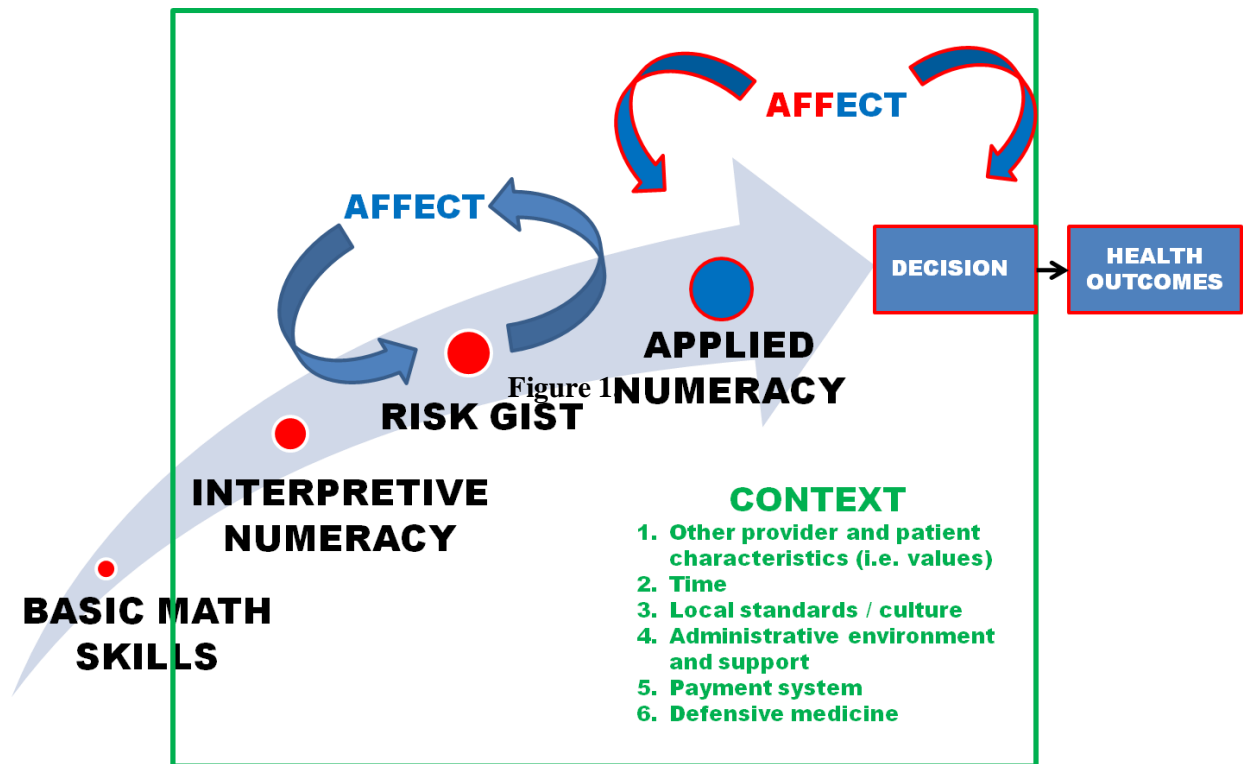 AFFECT
AFFECT
DECISION
HEALTH
OUTCOMES
APPLIED
NUMERACY
Figure 1.
RISK GIST
INTERPRETIVE
NUMERACY
BASIC MATH
SKILLS
CONTEXT
1. Other provider and patient
characteristics (i.e. values)
2. Time
3. Local standards / culture
4. Administrative environment
and support
5. Payment system
6. Defensive medicine